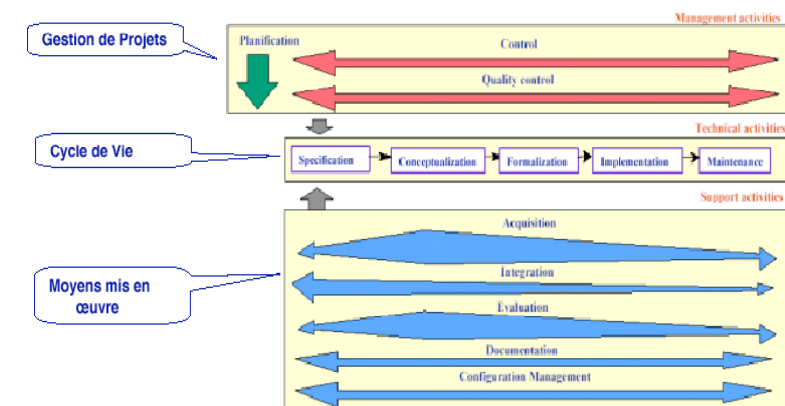 Management activities
Gestion de Projets
Planification
Control
Quality control
Technical activities
Cycle de Vie
Specification
Conceptualization
Formalization
Implementation
Maintenance
Support activities
Acquisition
Integration
Moyens mis en
œuvre
Evaluation
Documentation
Configuration Management